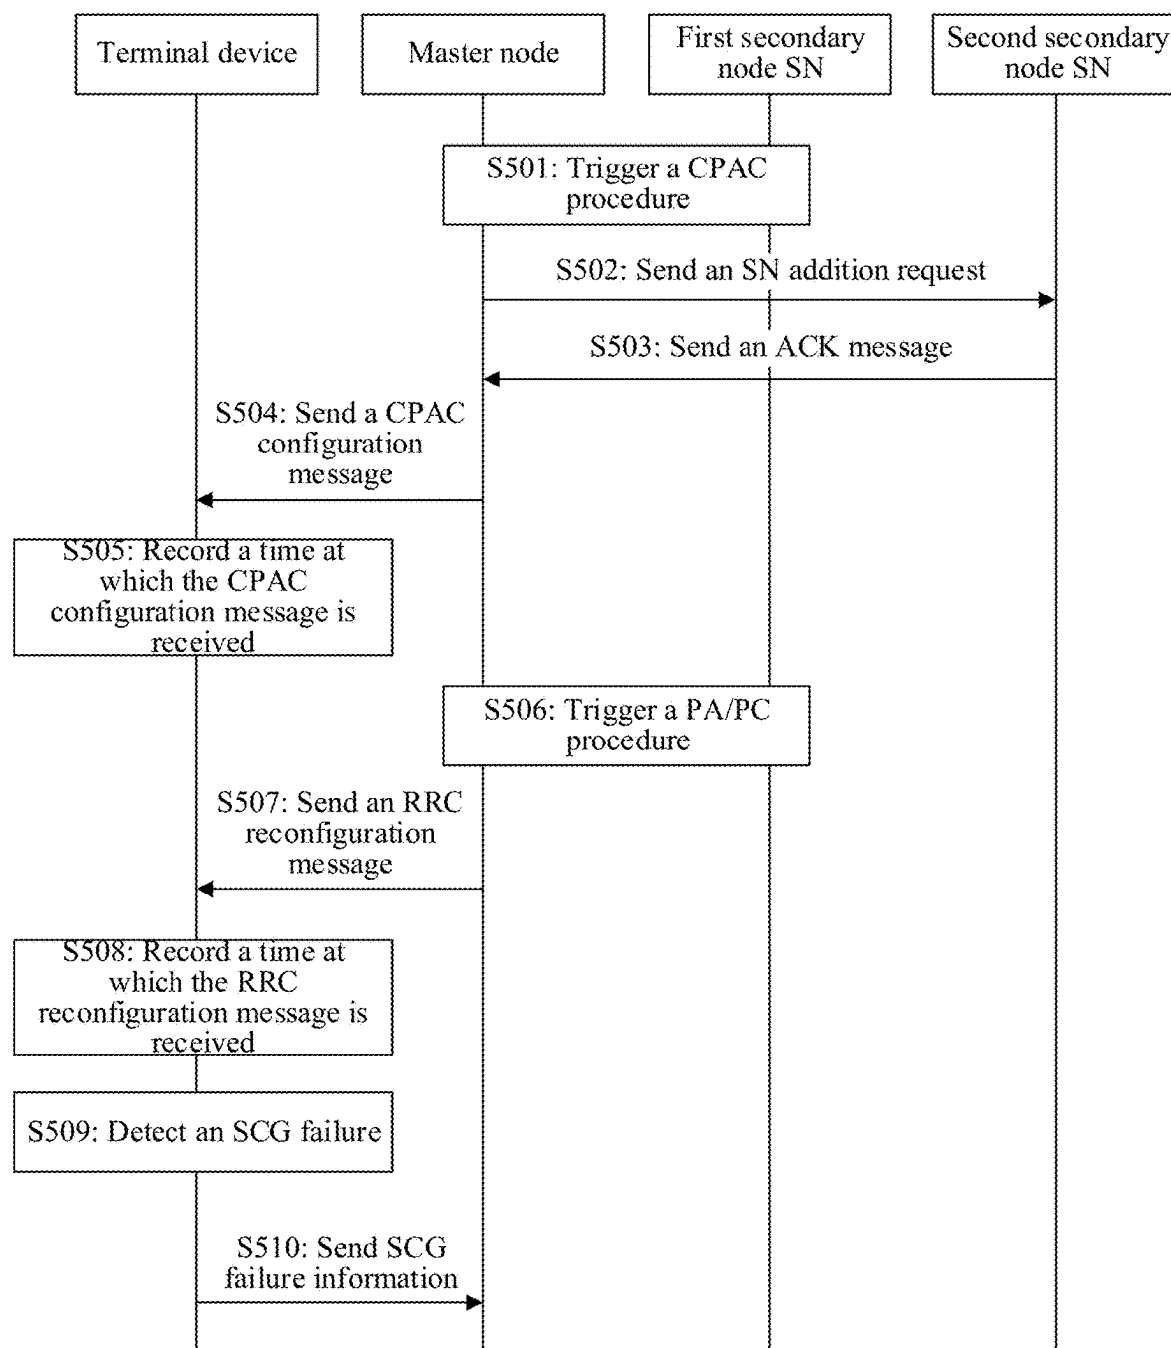 Terminal device
Master node
First secondary
node SN
Second secondary
node SN
S501: Trigger a CPAC
procedure
S502: Send an SN addition request
S503: Send an ACK message
S504: Send a CPAC
configuration
message
S505: Record a time at
which the CPAC
configuration message is
received
S506: Trigger a PA/PC
procedure
S507: Send an RRC
reconfiguration
message
S508: Record a time at
which the RRC
reconfiguration message is
received
S509: Detect an SCG failure
S510: Send SCG
failure information